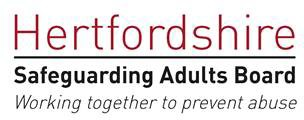 Hertfordshire
Safeguarding Adults Board
Working together to prevent abuse